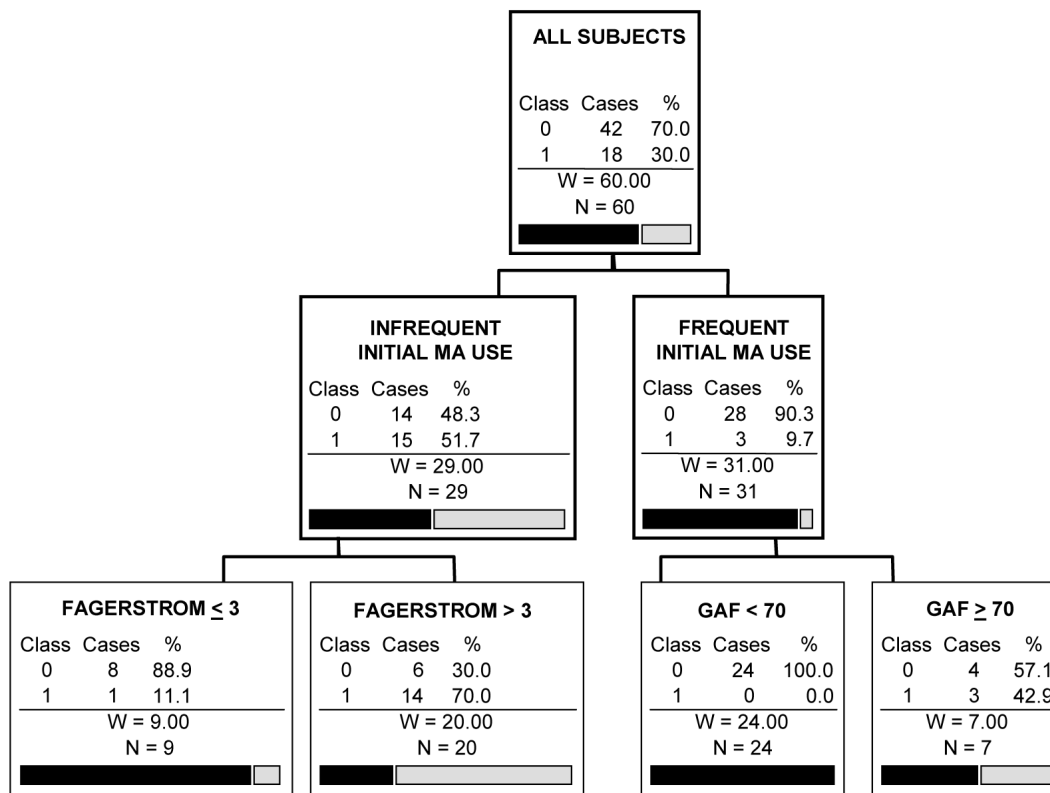 ALL SUBJECTS
Class Cases %
0 42 70.0
1 18 30.0
W = 60.00
N = 60
INFREQUENT
INITIAL MA USE
Class Cases %
0 14 48.3
1 15 51.7
W = 29.00
N = 29
FREQUENT
INITIAL MA USE
Class Cases %
0 28 90.3
1 3 9.7
W = 31.00
N = 31
FAGERSTROM ≤ 3
Class Cases %
0 8 88.9
1 1 11.1
W = 9.00
N = 9
FAGERSTROM > 3
Class Cases %
0 6 30.0
1 14 70.0
W = 20.00
N = 20
GAF < 70
Class Cases %
0 24 100.0
1 0 0.0
W = 24.00
N = 24
GAF ≥ 70
Class Cases %
0 4 57.1
1 3 42.9
W = 7.00
N = 7